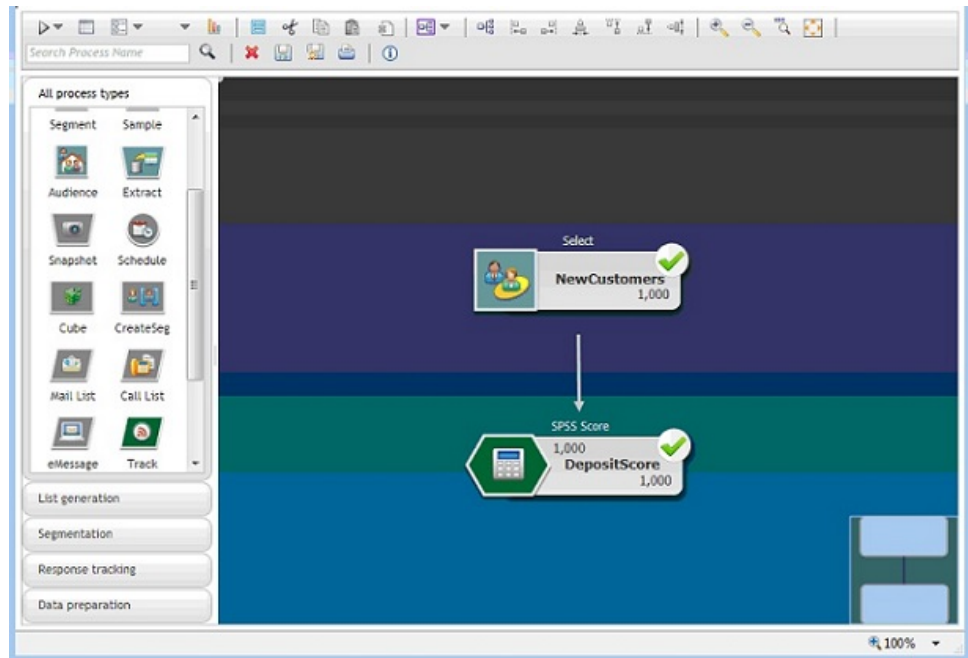 Search Process Name
All process types
Segment Sample
Audience Extract
Snapshot Schedule
Cube CreateSeg
Mail List Call List
eMessage Track
List generation
Segmentation
Response tracking
Data preparation
Select
NewCustomers
1,000
SPSS Score
1,000
DepositScore
1,000
100%